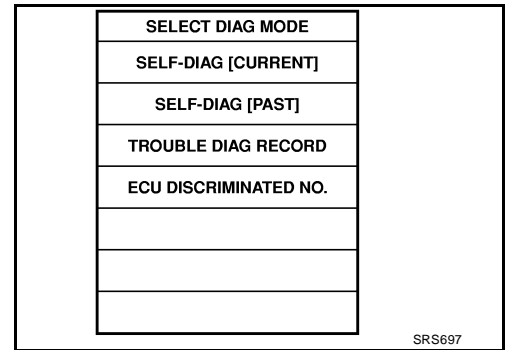 SELECT DIAG MODE
SELF-DIAG [CURRENT]
SELF-DIAG [PAST]
TROUBLE DIAG RECORD
ECU DISCRIMINATED NO.
SRS697